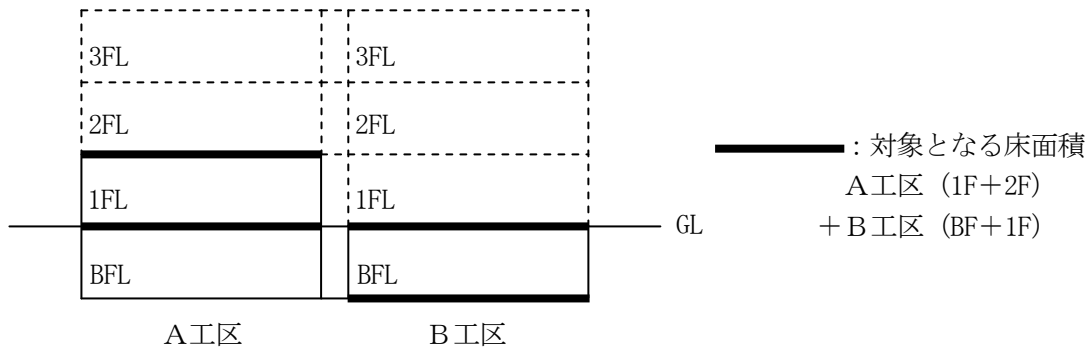 3FL
3FL
2FL
2FL
:対象となる床面積
1FL
1FL
A工区 (1F+2F)
GL
+B工区 (BF+1F)
BFL
BFL
A工区
B工区